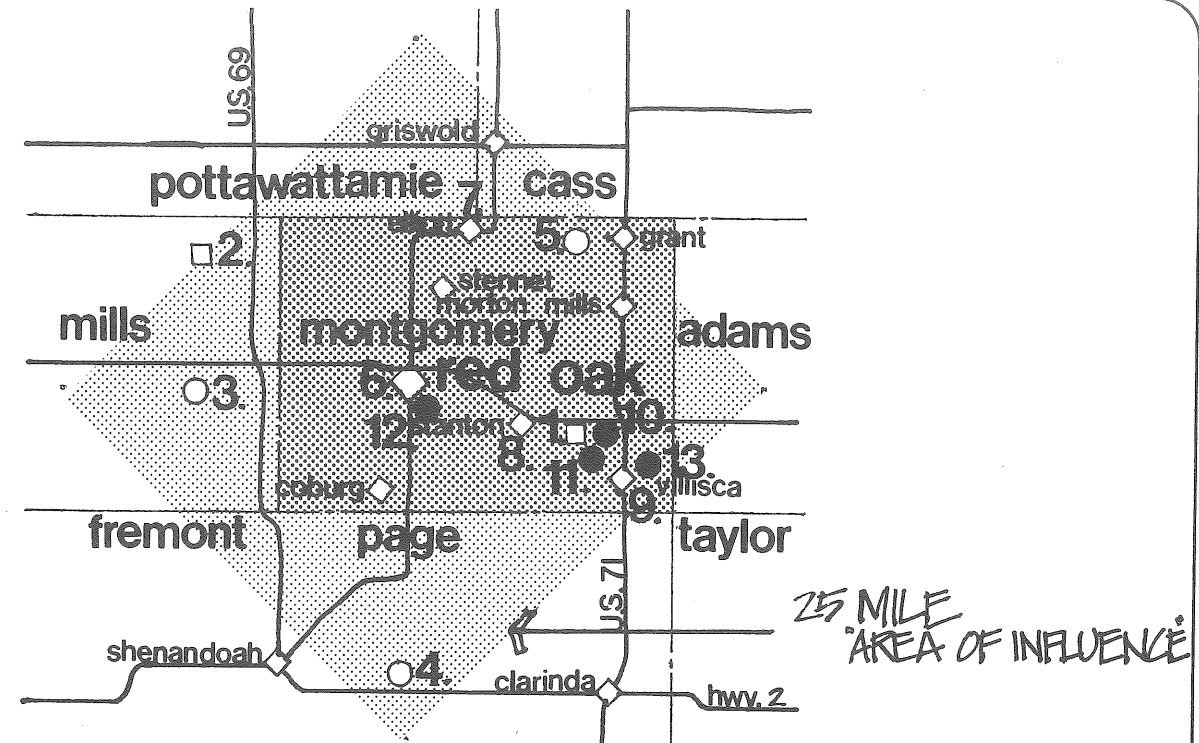 U.S. 69
griswold
pottawattamie
cass
7.
elliott
5.
grant
2.
stennet
morton mills
mills
montgomery
adams
red oak
6.
3.
10.
12.
stanton
1.
8.
11.
13.
coburg
villisca
9.
fremont
page
taylor
U.S. 71
25 MILE
"AREA OF INFLUENCE"
shenandoah
4.
clarinda
hwy. 2